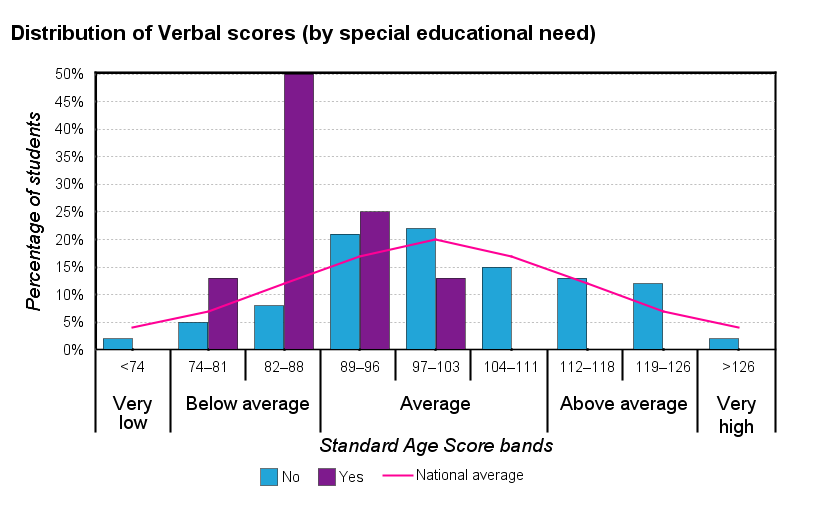 Distribution of Verbal scores (by special educational need)
Percentage of students
50%
45%
40%
35%
30%
25%
20%
15%
10%
5%
0%
<74 74–81 82–88 89–96 97–103 104–111 112–118 119–126 >126
Very low Below average Average Above average Very high
Standard Age Score bands
No Yes National average